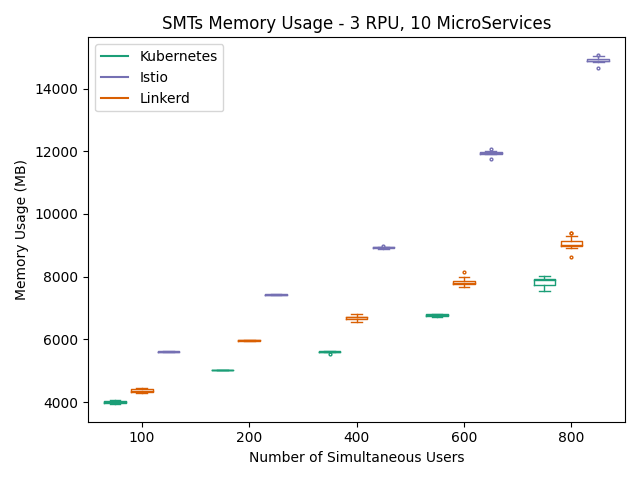 SMTs Memory Usage - 3 RPU, 10 MicroServices
Kubernetes
Istio
Linkerd
Memory Usage (MB)
14000
12000
10000
8000
6000
4000
100 200 400 600 800
Number of Simultaneous Users